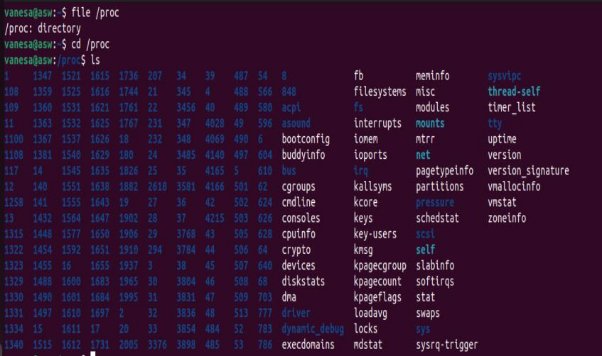 vanesa@asw:~$ file /proc
/proc: directory
vanesa@asw:~$ cd /proc
vanesa@asw:/proc$ ls
1 1347 1521 1615 1736 207 34 39 487 54 8 fb meminfo sysvipc
108 1359 1525 1616 1744 21 345 4 488 566 848 filesystems misc thread-self
109 1360 1531 1621 1761 22 3456 40 489 580 acpi fs modules timer_list
11 1363 1532 1625 1767 231 347 4028 49 596 asound interrupts mounts tty
1100 1367 1537 1626 18 232 348 4069 490 6 bootconfig iomem mtrr uptime
1108 1381 1540 1629 180 24 3485 4140 497 604 buddyinfo ioports net version
117 14 1545 1635 1826 25 35 4165 5 610 bus irq pagetypeinfo version_signature
12 140 1551 1638 1882 2618 3581 4166 501 62 cgroups kallsyms partitions vmallocinfo
1258 141 1555 1643 19 27 36 42 502 624 cmdline kcore pressure vmstat
13 1432 1564 1647 1902 28 37 4215 503 626 consoles keys schedstat zoneinfo
1315 1448 1577 1650 1906 29 3768 43 505 628 cpuinfo key-users scsi
1322 1454 1592 1651 1910 294 3784 44 506 64 crypto kmsg self
1323 1455 16 1655 1937 3 38 45 507 640 devices kpagecgroup slabinfo
1329 1488 1600 1683 1965 30 3804 46 508 68 diskstats kpagecount softirqs
1330 1490 1601 1684 1995 31 3831 47 509 703 dma kpageflags stat
1331 1497 1610 1697 2 32 3836 48 513 777 driver loadavg swaps
1334 15 1611 17 20 33 3854 484 52 783 dynamic_debug locks sys
1340 1515 1612 1731 2005 3376 3898 485 53 786 execdomains mdstat sysrq-trigger